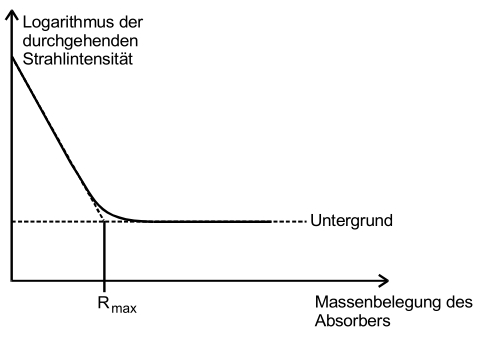 Logarithmus der
durchgehenden
Strahlintensität
Untergrund
R max
Massenbelegung des
Absorbers